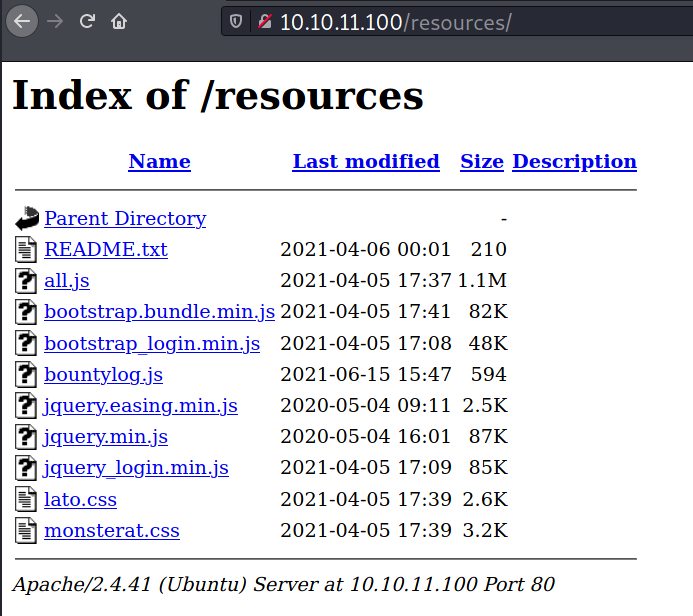 10.10.11.100/resources/
Index of /resources
Name Last modified Size Description
Parent Directory -
README.txt 2021-04-06 00:01 210
all.js 2021-04-05 17:37 1.1M
bootstrap.bundle.min.js 2021-04-05 17:41 82K
bootstrap_login.min.js 2021-04-05 17:08 48K
bountylog.js 2021-06-15 15:47 594
jquery.easing.min.js 2020-05-04 09:11 2.5K
jquery.min.js 2020-05-04 16:01 87K
jquery_login.min.js 2021-04-05 17:09 85K
lato.css 2021-04-05 17:39 2.6K
monsterat.css 2021-04-05 17:39 3.2K
Apache/2.4.41 (Ubuntu) Server at 10.10.11.100 Port 80